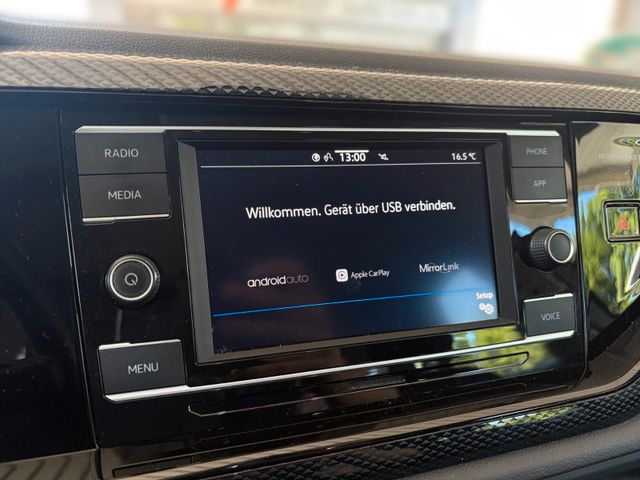 RADIO
MEDIA
MENU
13:00
16.5 °C
Willkommen. Gerät über USB verbinden.
androidauto
Apple CarPlay
MirrorLink
Setup
PHONE
APP
VOICE